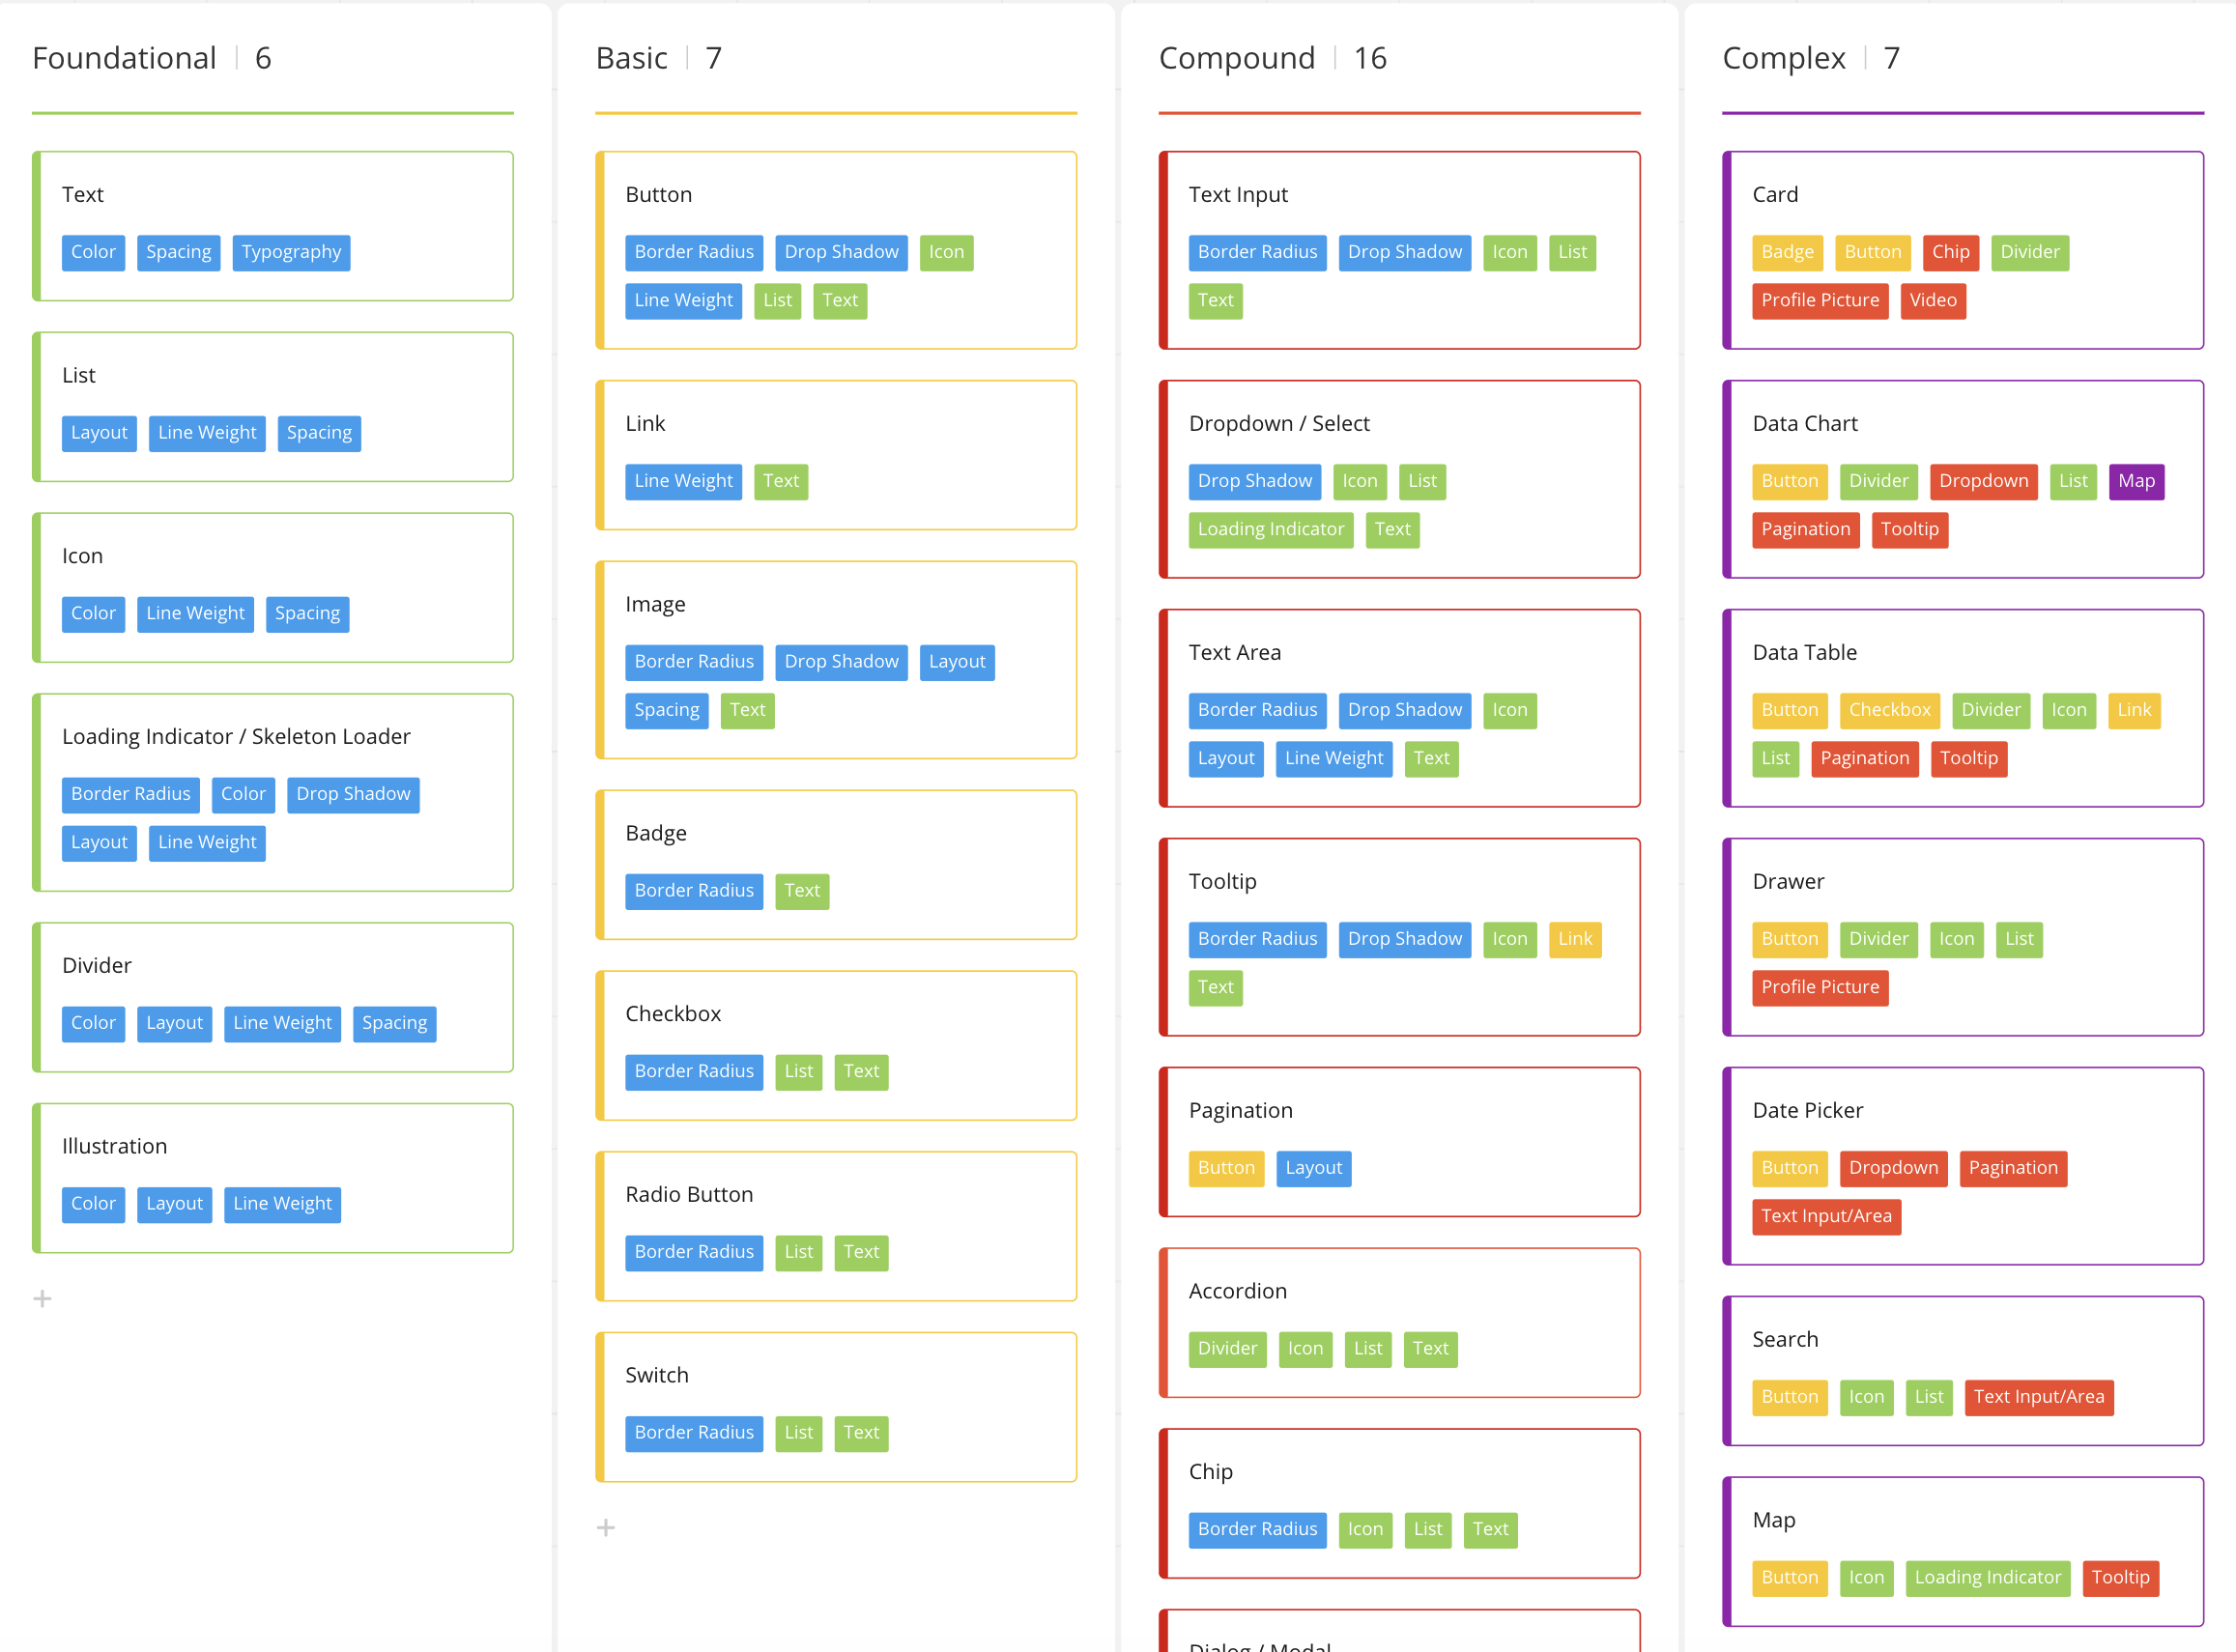 Foundational 6
Text
Color Spacing Typography
List
Layout Line Weight Spacing
Icon
Color Line Weight Spacing
Loading Indicator / Skeleton Loader
Border Radius Color Drop Shadow
Layout Line Weight
Divider
Color Layout Line Weight Spacing
Illustration
Color Layout Line Weight
+
Basic 7
Button
Border Radius Drop Shadow Icon
Line Weight List Text
Link
Line Weight Text
Image
Border Radius Drop Shadow Layout
Spacing Text
Badge
Border Radius Text
Checkbox
Border Radius List Text
Radio Button
Border Radius List Text
Switch
Border Radius List Text
+
Compound 16
Text Input
Border Radius Drop Shadow Icon List
Text
Dropdown / Select
Drop Shadow Icon List
Loading Indicator Text
Text Area
Border Radius Drop Shadow Icon
Layout Line Weight Text
Tooltip
Border Radius Drop Shadow Icon Link
Text
Pagination
Button Layout
Accordion
Divider Icon List Text
Chip
Border Radius Icon List Text
Dialog / Modal
Complex 7
Card
Badge Button Chip Divider
Profile Picture Video
Data Chart
Button Divider Dropdown List Map
Pagination Tooltip
Data Table
Button Checkbox Divider Icon Link
List Pagination Tooltip
Drawer
Button Divider Icon List
Profile Picture
Date Picker
Button Dropdown Pagination
Text Input/Area
Search
Button Icon List Text Input/Area
Map
Button Icon Loading Indicator Tooltip